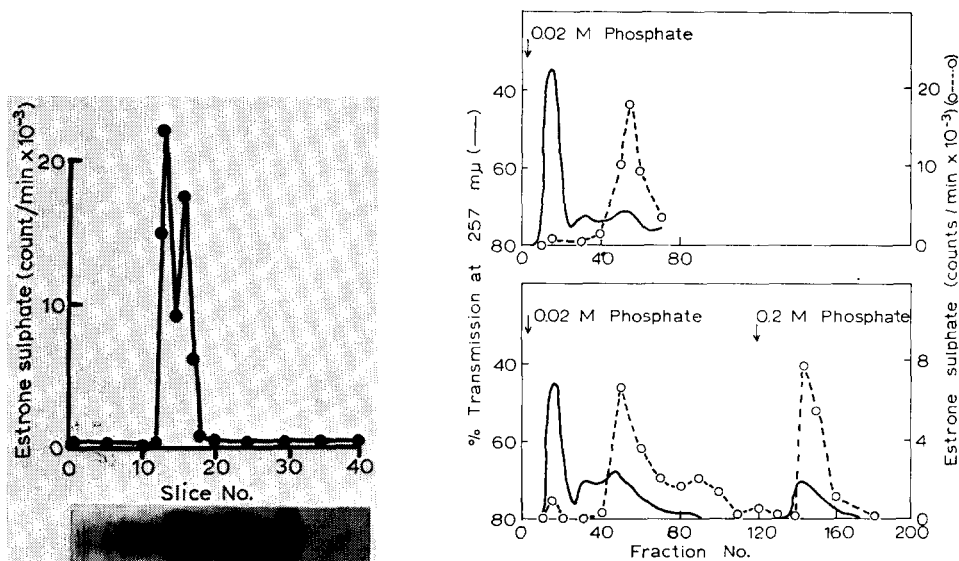 Estrone sulphate (count/min x 10⁻³)
20
10
0
0 10 20 30 40
Slice No.
0.02 M Phosphate
40
60
80
20
10
0
40 80
0.02 M Phosphate
0.2 M Phosphate
40
60
80
8
4
0
0 40 80 120 160 200
Fraction No.
% Transmission at 257 mµ (——)
Estrone sulphate (counts/min x 10⁻³) (o----o)